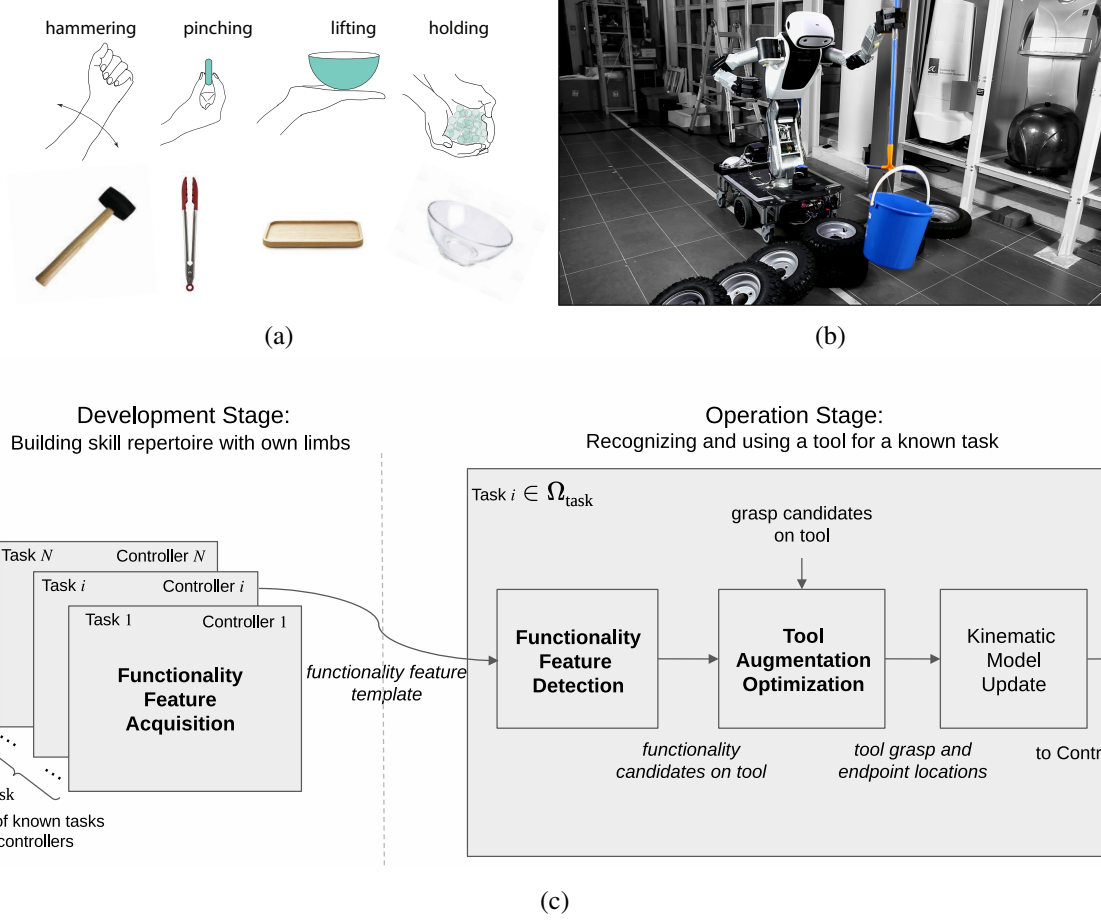 hammering pinching lifting holding
(a)
(b)
Development Stage:
Building skill repertoire with own limbs
Operation Stage:
Recognizing and using a tool for a known task
Task i ∈ Ω_task
grasp candidates
on tool
Task N Controller N
Task i Controller i
Task 1 Controller 1
Functionality
Feature
Acquisition
functionality feature
template
Functionality
Feature
Detection
Tool
Augmentation
Optimization
Kinematic
Model
Update
functionality
candidates on tool
tool grasp and
endpoint locations
to Contr
...
...
sk
of known tasks
controllers
(c)